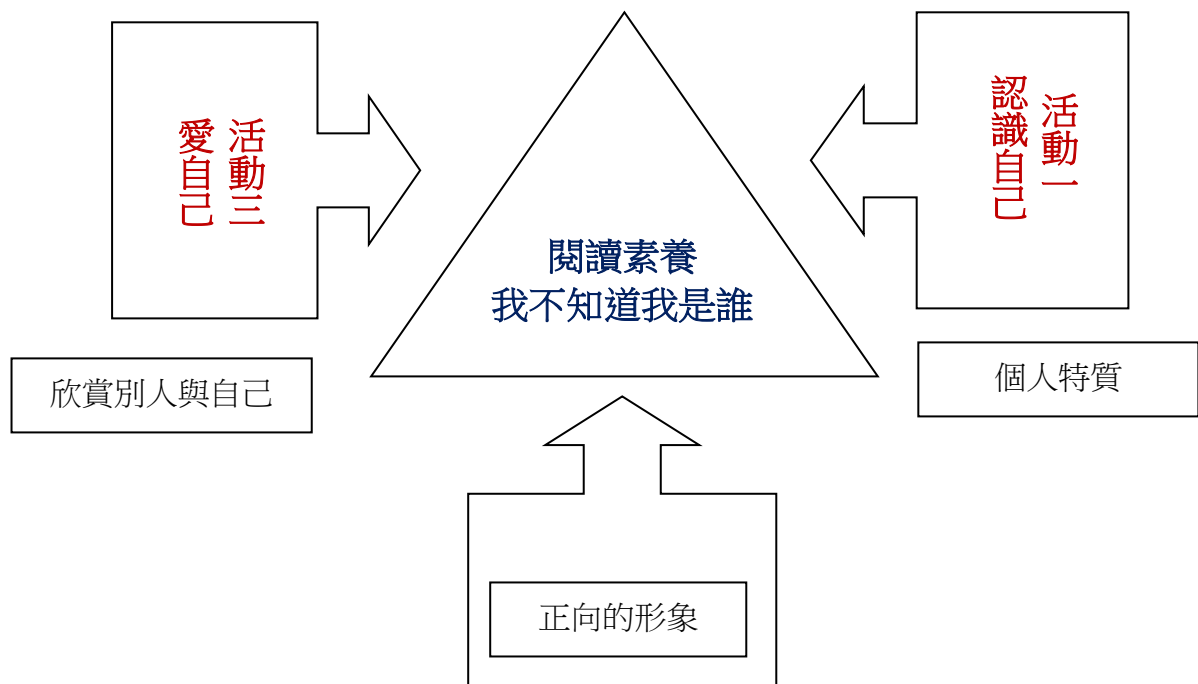 活動三
愛自己
活動一
認識自己
閱讀素養
我不知道我是誰
欣賞別人與自己
個人特質
正向的形象